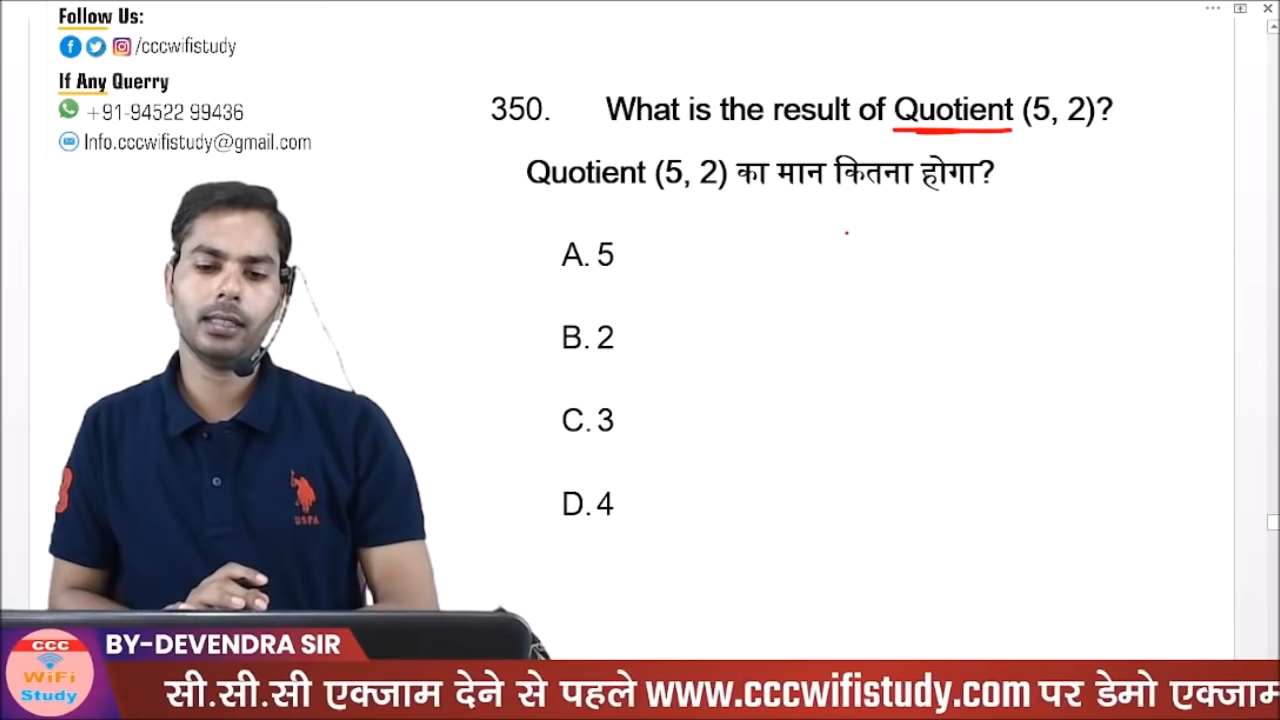 Follow Us:
/cccwifistudy
If Any Querry
+91-94522 99436
Info.cccwifistudy@gmail.com
350. What is the result of Quotient (5, 2)?
Quotient (5, 2) का मान कितना होगा?
A. 5
B. 2
C. 3
D. 4
USPA
BY-DEVENDRA SIR
CCC
WiFi
Study
सी.सी.सी एक्जाम देने से पहले www.cccwifistudy.com पर डेमो एक्जाम